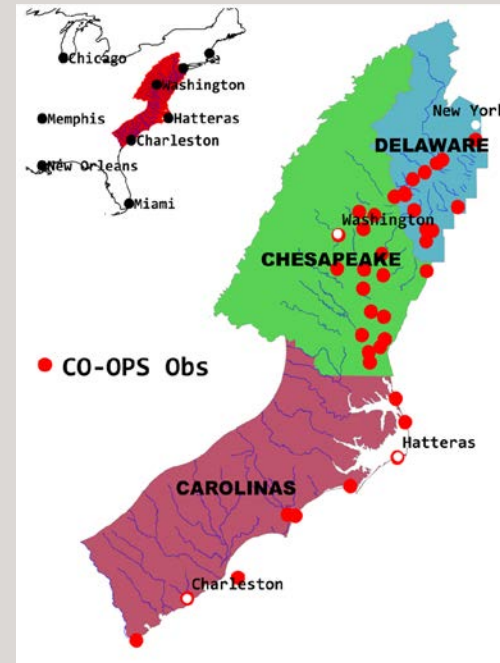 Chicago
Washington
Memphis
Hatteras
Charleston
New Orleans
Miami
New York
DELAWARE
Washington
CHESAPEAKE
CO-OPS Obs
Hatteras
CAROLINAS
Charleston